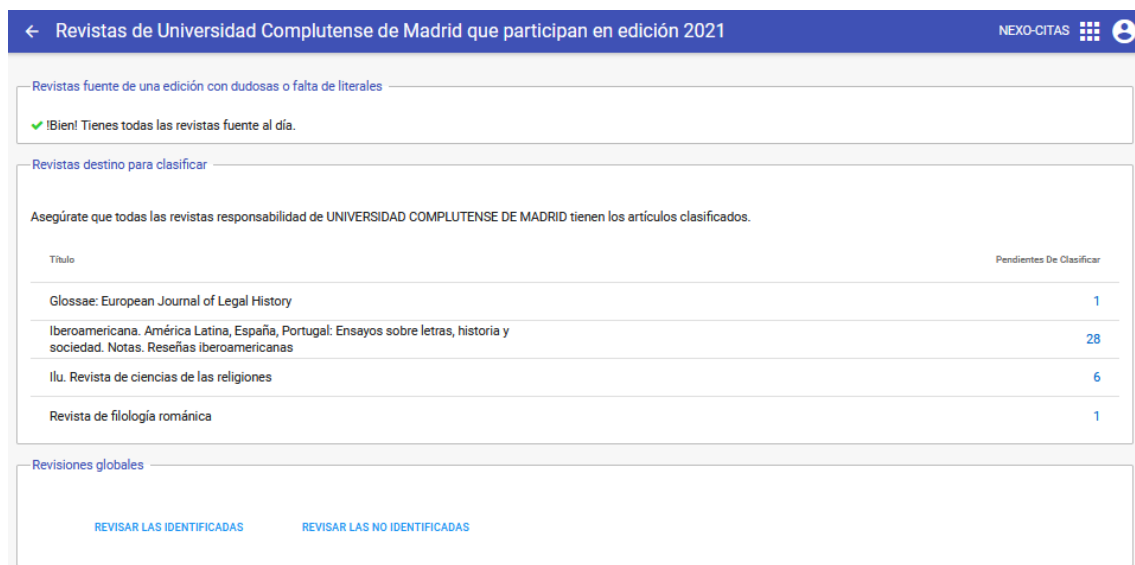 ← Revistas de Universidad Complutense de Madrid que participan en edición 2021 NEXO-CITAS
Revistas fuente de una edición con dudosas o falta de literales
!Bien! Tienes todas las revistas fuente al día.
Revistas destino para clasificar
Asegúrate que todas las revistas responsabilidad de UNIVERSIDAD COMPLUTENSE DE MADRID tienen los artículos clasificados.
Título Pendientes De Clasificar
Glossae: European Journal of Legal History 1
Iberoamericana. América Latina, España, Portugal: Ensayos sobre letras, historia y
sociedad. Notas. Reseñas iberoamericanas 28
Ilu. Revista de ciencias de las religiones 6
Revista de filología románica 1
Revisiones globales
REVISAR LAS IDENTIFICADAS REVISAR LAS NO IDENTIFICADAS